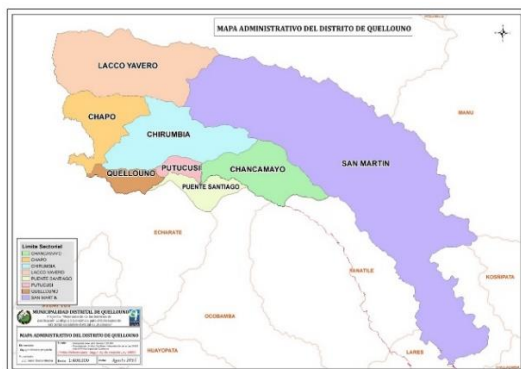 MAPA ADMINISTRATIVO DEL DISTRITO DE QUELLOUNO
LACCO YAVERO
CHAPO
MANU
CHIRUMBIA
SAN MARTIN
QUELLOUNO
PUTUCUSI
CHANCAMAYO
PUENTE SANTIAGO
ECHARATE
YANATILE
KOSÑIPATA
OCOBAMBA
HUAYOPATA
LARES
Límite Sectorial
CHANCAMAYO
CHAPO
CHIRUMBIA
LACCO YAVERO
PUENTE SANTIAGO
PUTUCUSI
QUELLOUNO
SAN MARTIN
MUNICIPALIDAD DISTRITAL DE QUELLOUNO
MAPA ADMINISTRATIVO DEL DISTRITO DE QUELLOUNO